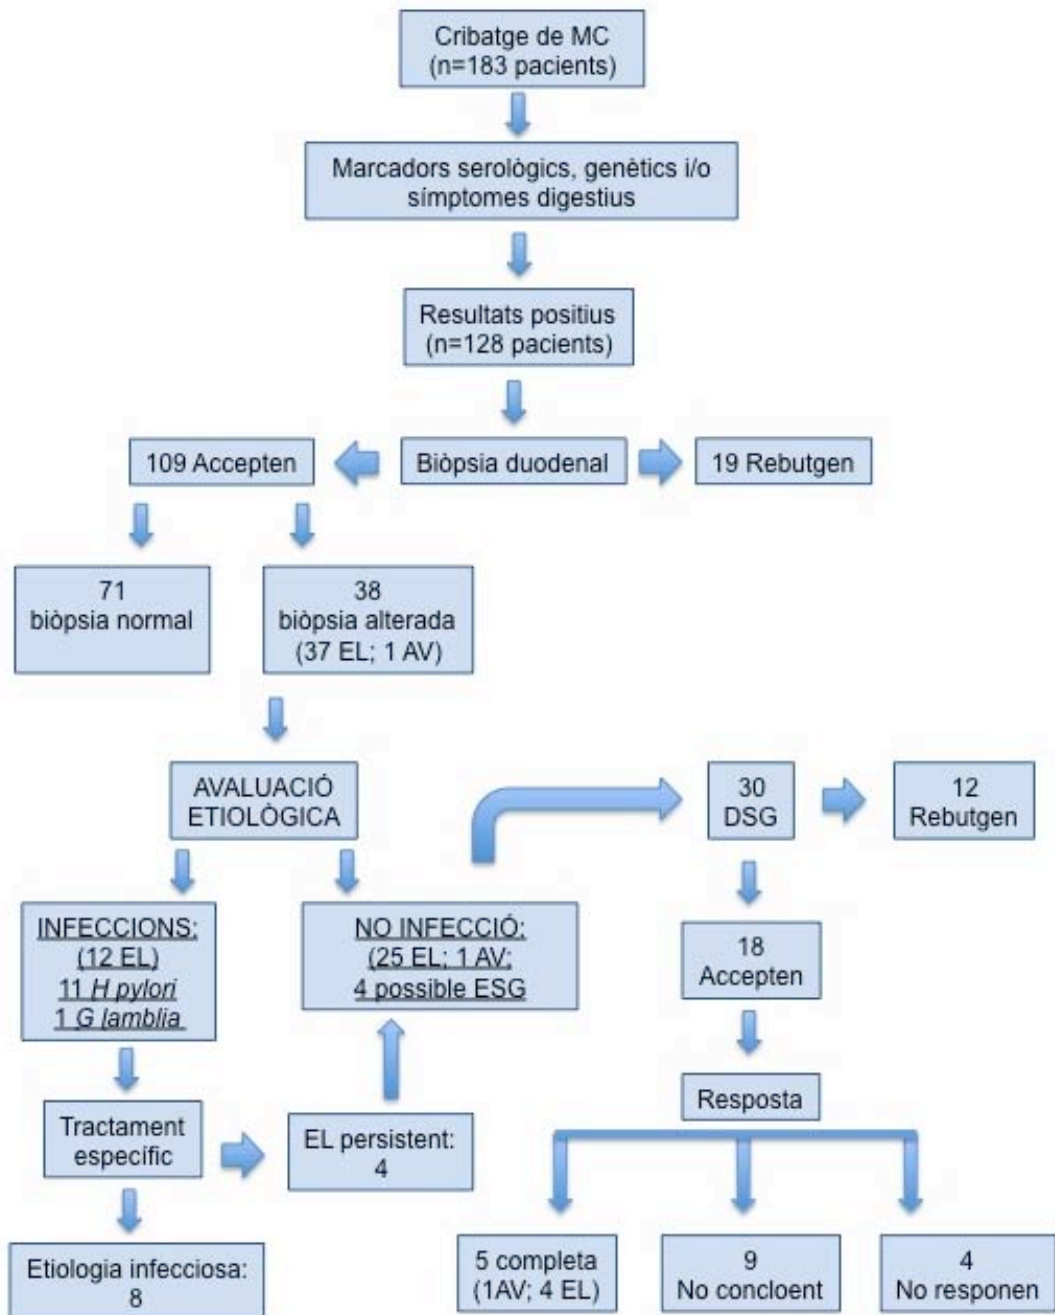 Cribatge de MC
(n=183 pacients)
Marcadors serològics, genètics i/o
símptomes digestius
Resultats positius
(n=128 pacients)
109 Accepten
Biòpsia duodenal
19 Rebutgen
71
biòpsia normal
38
biòpsia alterada
(37 EL; 1 AV)
AVALUACIÓ
ETIOLÒGICA
30
DSG
12
Rebutgen
INFECCIONS:
(12 EL)
11 H pylori
1 G lamblia
NO INFECCIÓ:
(25 EL; 1 AV;
4 possible ESG
18
Accepten
Tractament
específic
EL persistent:
4
Resposta
Etiologia infecciosa:
8
5 completa
(1AV; 4 EL)
9
No concloent
4
No responen